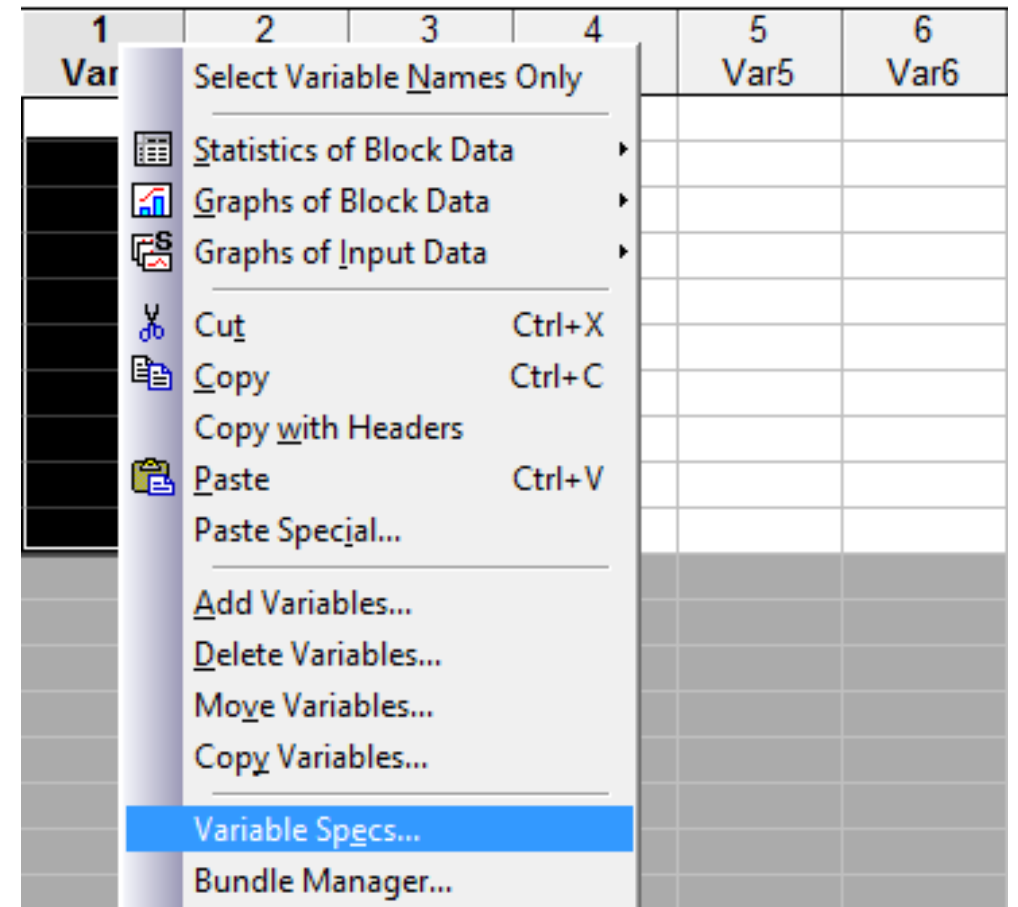 1 2 3 4 5 6
Var Var5 Var6
Select Variable Names Only
Statistics of Block Data
Graphs of Block Data
Graphs of Input Data
Cut Ctrl+X
Copy Ctrl+C
Copy with Headers
Paste Ctrl+V
Paste Special...
Add Variables...
Delete Variables...
Move Variables...
Copy Variables...
Variable Specs...
Bundle Manager...